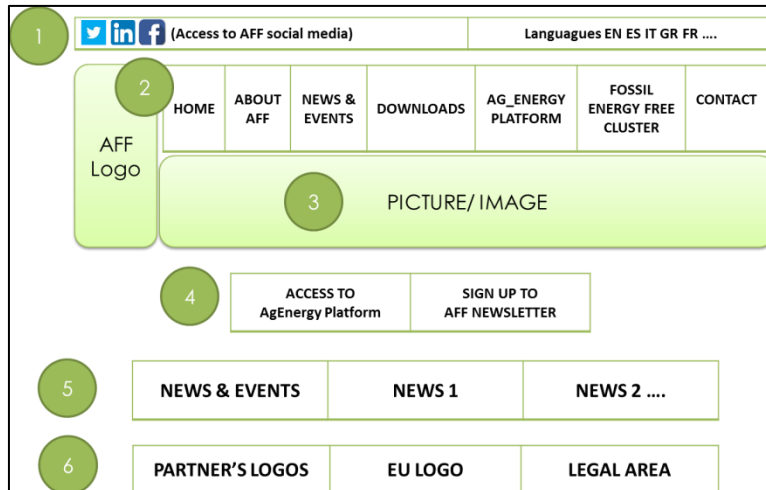 1
(Access to AFF social media)
Languagues EN ES IT GR FR ....
2
HOME
ABOUT
AFF
NEWS &
EVENTS
DOWNLOADS
AG_ENERGY
PLATFORM
FOSSIL
ENERGY FREE
CLUSTER
CONTACT
AFF
Logo
3
PICTURE/ IMAGE
4
ACCESS TO
AgEnergy Platform
SIGN UP TO
AFF NEWSLETTER
5
NEWS & EVENTS
NEWS 1
NEWS 2 ....
6
PARTNER'S LOGOS
EU LOGO
LEGAL AREA